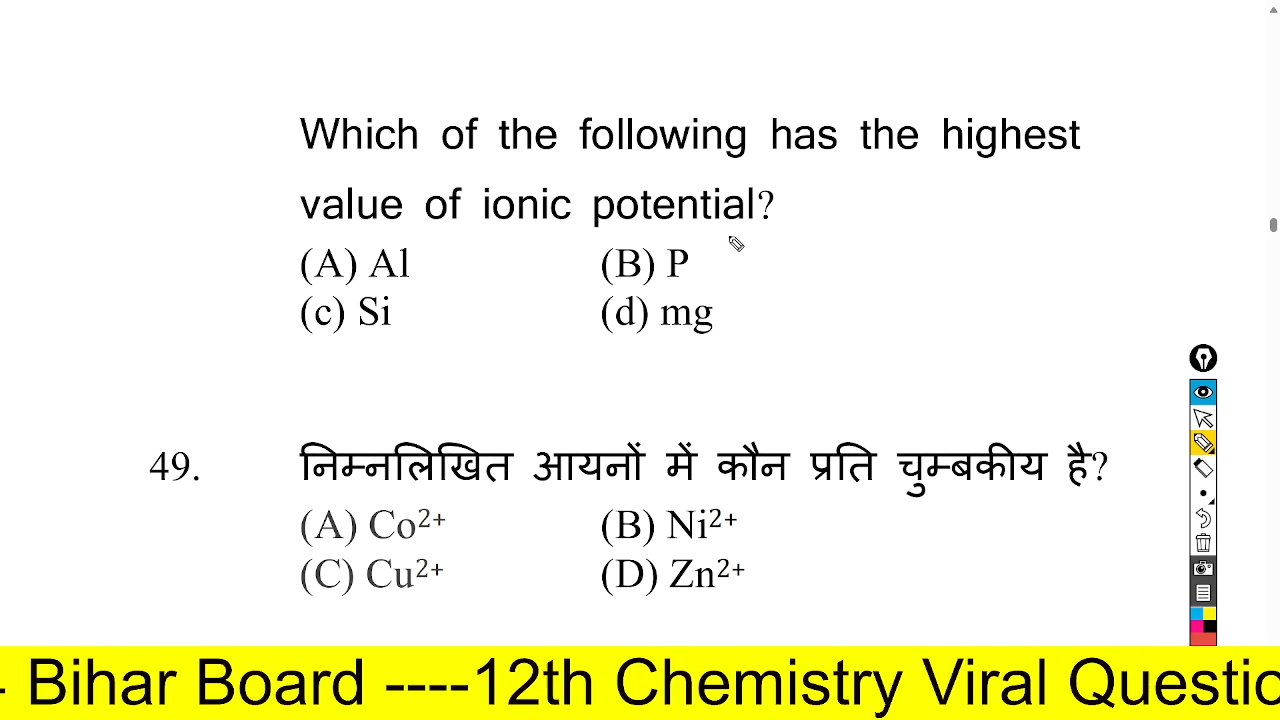 Which of the following has the highest
value of ionic potential?
(A) Al (B) P
(c) Si (d) mg
49. निम्नलिखित आयनों में कौन प्रति चुम्बकीय है?
(A) Co²⁺ (B) Ni²⁺
(C) Cu²⁺ (D) Zn²⁺
- Bihar Board ----12th Chemistry Viral Questio